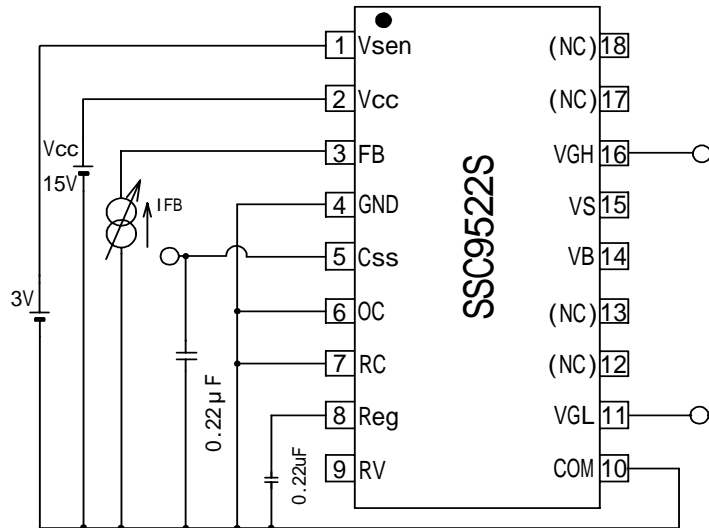 1 Vsen
2 Vcc
3 FB
4 GND
5 Css
6 OC
7 RC
8 Reg
9 RV
SSC9522S
(NC) 18
(NC) 17
VGH 16
VS 15
VB 14
(NC) 13
(NC) 12
VGL 11
COM 10
Vcc
15V
IFB
3V
0.22μF
0.22uF